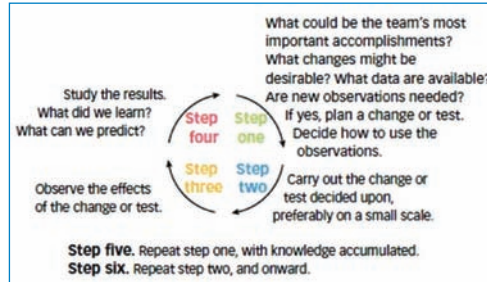 What could be the team's most
important accomplishments?
What changes might be
desirable? What data are available?
Are new observations needed?
If yes, plan a change or test.
Decide how to use the
observations.
Step
one
Carry out the change or
test decided upon,
preferably on a small scale.
Step
two
Observe the effects
of the change or test.
Step
three
Study the results.
What did we learn?
What can we predict?
Step
four
Step five. Repeat step one, with knowledge accumulated.
Step six. Repeat step two, and onward.